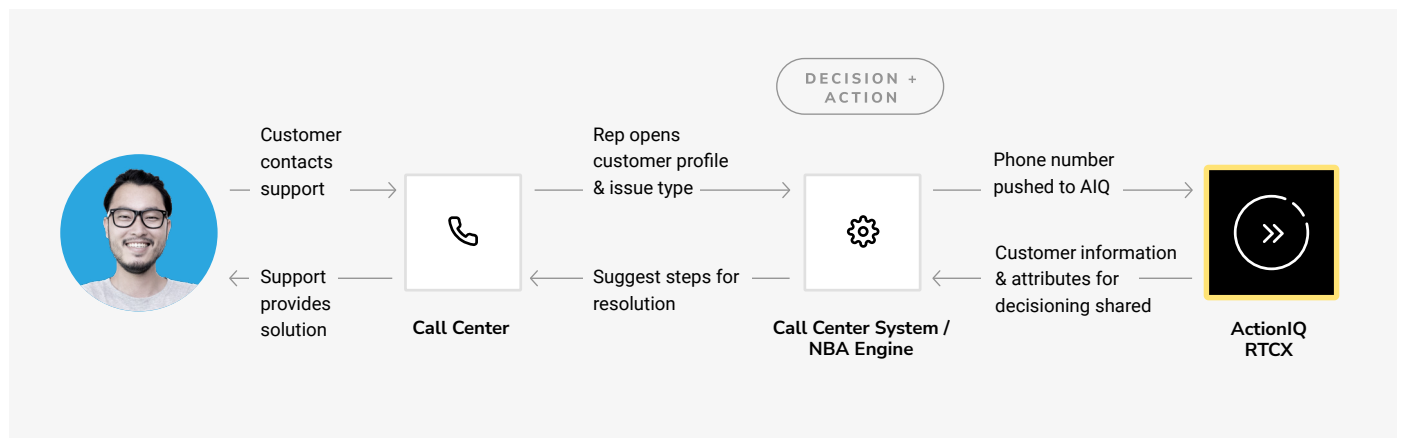 DECISION +
ACTION
Customer
contacts
support
Rep opens
customer profile
& issue type
Phone number
pushed to AIQ
Support
provides
solution
Suggest steps for
resolution
Customer information
& attributes for
decisioning shared
Call Center
Call Center System /
NBA Engine
ActionIQ
RTCX